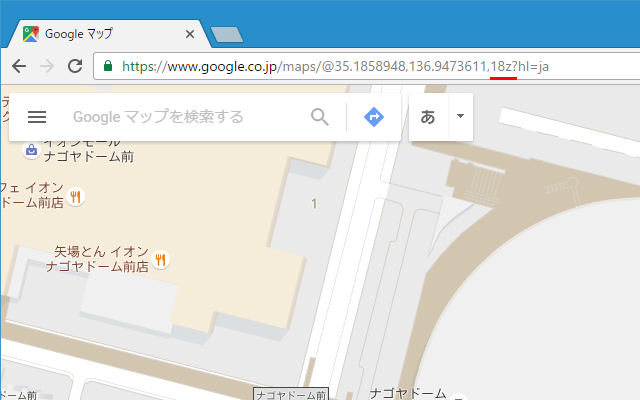 Google マップ
https://www.google.co.jp/maps/@35.1858948,136.9473611,18z?hl=ja
Google マップを検索する
あ
イオンモール
ナゴヤドーム前
フェ イオン
ドーム前店
1
矢場とん イオン
ナゴヤドーム前店
ドーム前
ナゴヤドーム前
ナゴヤドーム